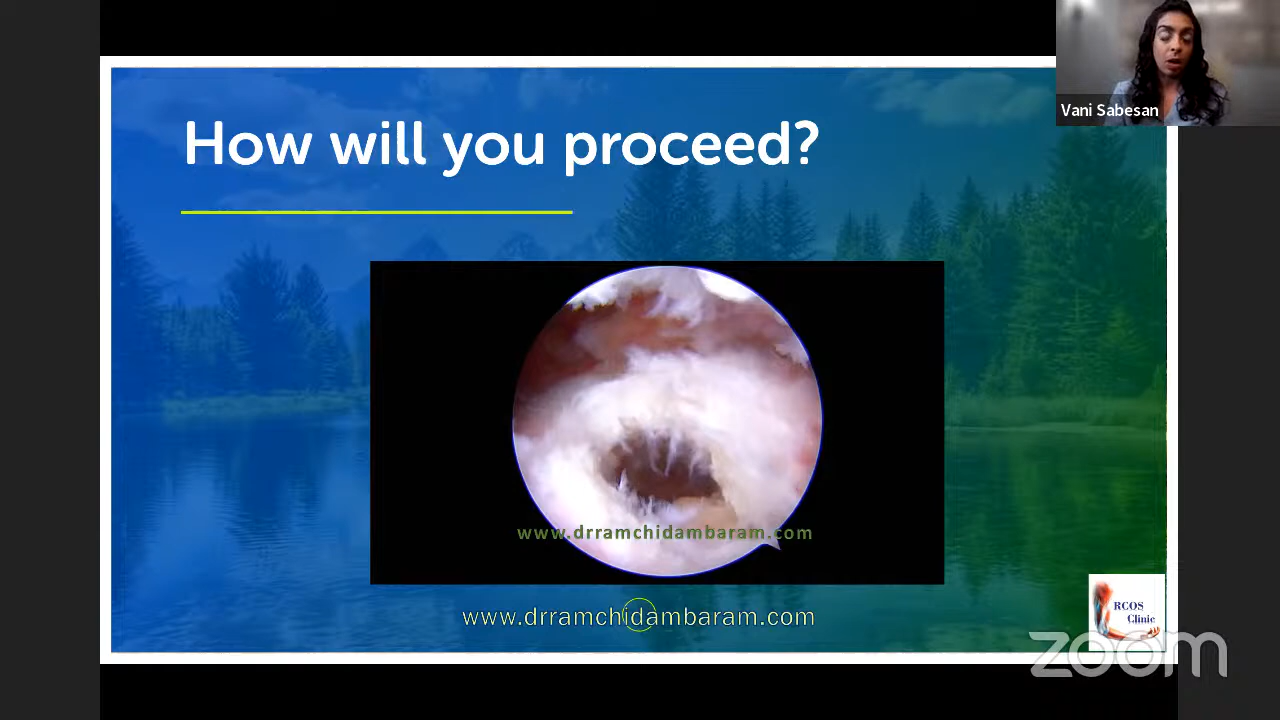 Vani Sabesan
How will you proceed?
www.drramchidambaram.com
www.drramchidambaram.com
RCOS
Clinic
zoom